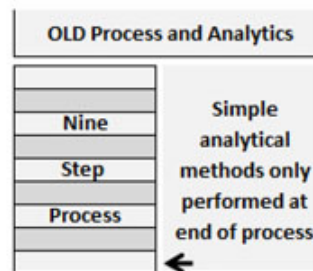 OLD Process and Analytics
Nine
Step
Process
Simple
analytical
methods only
performed at
end of process